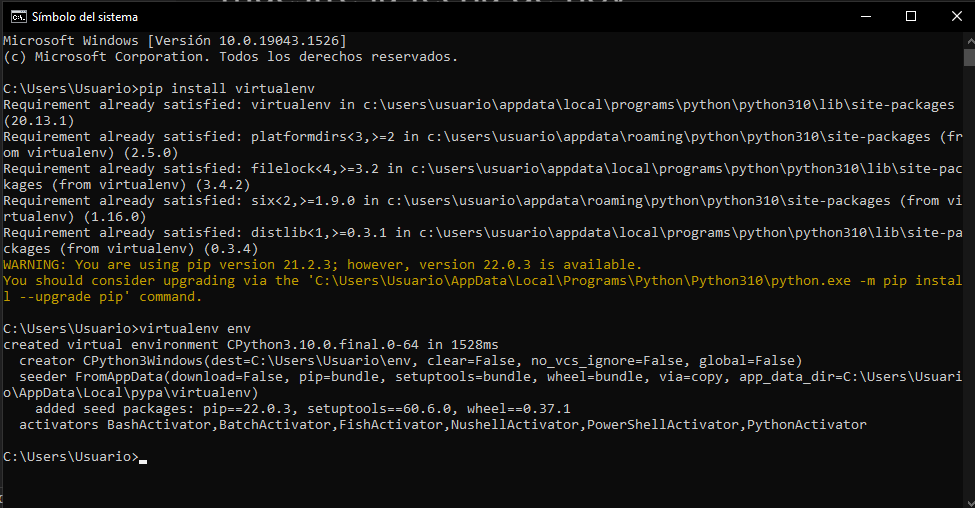 Símbolo del sistema
Microsoft Windows [Versión 10.0.19043.1526]
(c) Microsoft Corporation. Todos los derechos reservados.
C:\Users\Usuario>pip install virtualenv
Requirement already satisfied: virtualenv in c:\users\usuario\appdata\local\programs\python\python310\lib\site-packages
(20.13.1)
Requirement already satisfied: platformdirs<3,>=2 in c:\users\usuario\appdata\roaming\python\python310\site-packages (fr
om virtualenv) (2.5.0)
Requirement already satisfied: filelock<4,>=3.2 in c:\users\usuario\appdata\local\programs\python\python310\lib\site-pac
kages (from virtualenv) (3.4.2)
Requirement already satisfied: six<2,>=1.9.0 in c:\users\usuario\appdata\roaming\python\python310\site-packages (from vi
rtualenv) (1.16.0)
Requirement already satisfied: distlib<1,>=0.3.1 in c:\users\usuario\appdata\local\programs\python\python310\lib\site-pa
ckages (from virtualenv) (0.3.4)
WARNING: You are using pip version 21.2.3; however, version 22.0.3 is available.
You should consider upgrading via the 'C:\Users\Usuario\AppData\Local\Programs\Python\Python310\python.exe -m pip instal
l --upgrade pip' command.
C:\Users\Usuario>virtualenv env
created virtual environment CPython3.10.0.final.0-64 in 1528ms
creator CPython3Windows(dest=C:\Users\Usuario\env, clear=False, no_vcs_ignore=False, global=False)
seeder FromAppData(download=False, pip=bundle, setuptools=bundle, wheel=bundle, via=copy, app_data_dir=C:\Users\Usuari
o\AppData\Local\pypa\virtualenv)
added seed packages: pip==22.0.3, setuptools==60.6.0, wheel==0.37.1
activators BashActivator,BatchActivator,FishActivator,NushellActivator,PowerShellActivator,PythonActivator
C:\Users\Usuario>